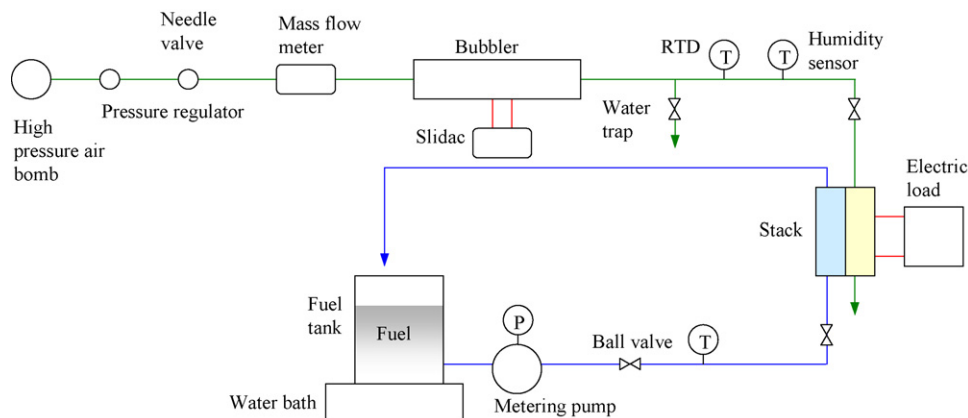 Needle
valve
Mass flow
meter
Bubbler
RTD
T
T
Humidity
sensor
Pressure regulator
High
pressure air
bomb
Slidac
Water
trap
Electric
load
Stack
Fuel
tank
Fuel
P
Ball valve
T
Water bath
Metering pump